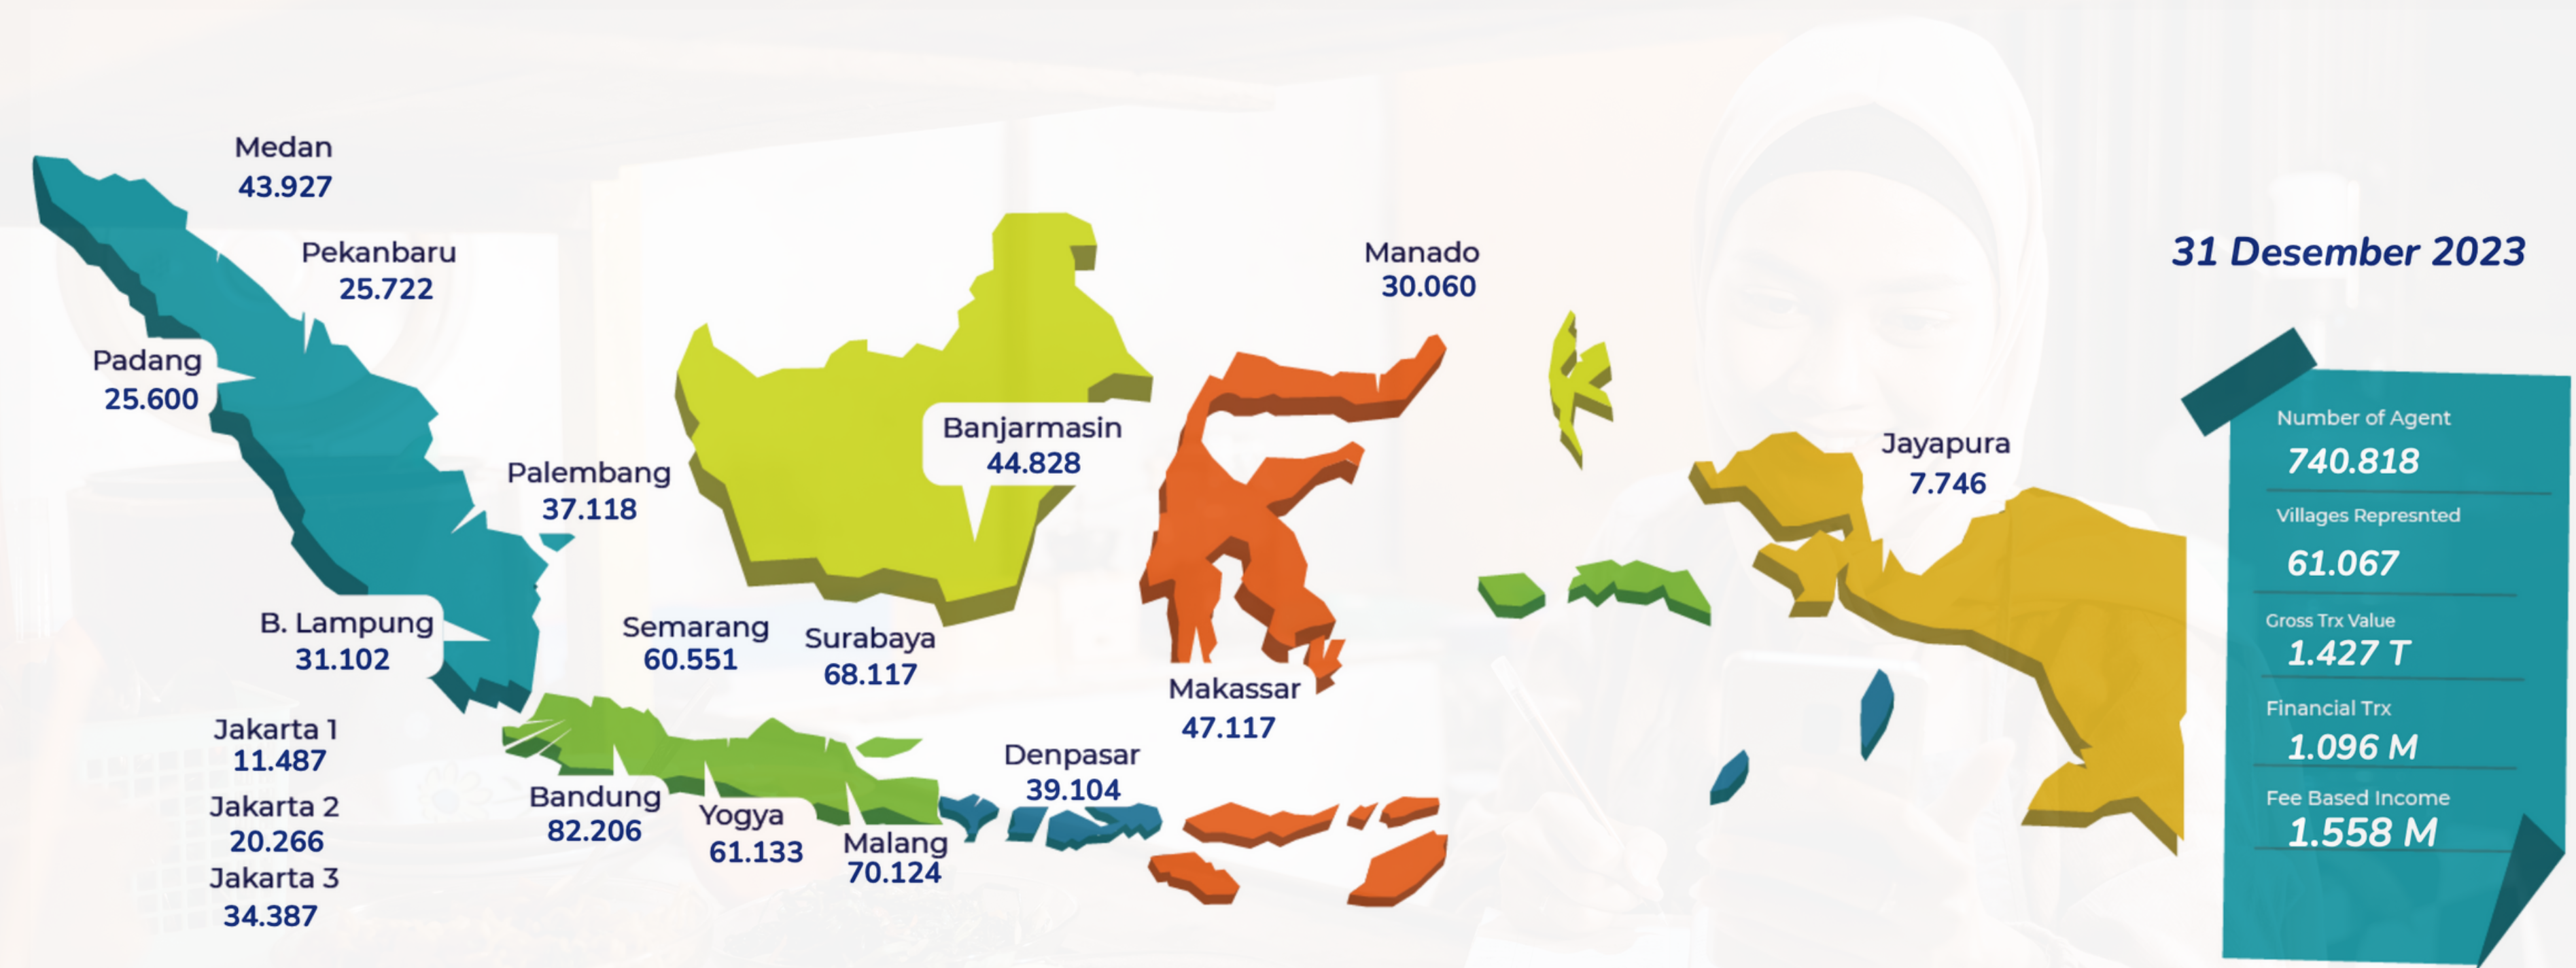 Medan
43.927
Pekanbaru
25.722
Padang
25.600
Palembang
37.118
B. Lampung
31.102
Jakarta 1
11.487
Jakarta 2
20.266
Jakarta 3
34.387
Bandung
82.206
Semarang
60.551
Yogya
61.133
Surabaya
68.117
Malang
70.124
Denpasar
39.104
Banjarmasin
44.828
Manado
30.060
Makassar
47.117
Jayapura
7.746
31 Desember 2023
Number of Agent
740.818
Villages Represnted
61.067
Gross Trx Value
1.427 T
Financial Trx
1.096 M
Fee Based Income
1.558 M